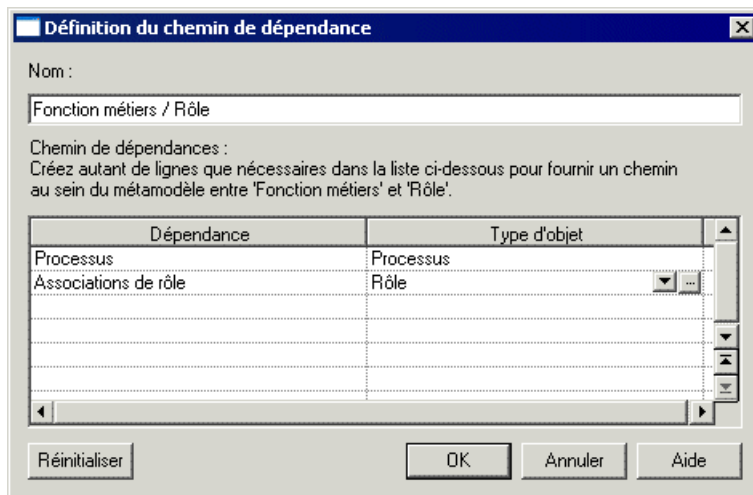 Définition du chemin de dépendance
Nom :
Fonction métiers / Rôle
Chemin de dépendances :
Créez autant de lignes que nécessaires dans la liste ci-dessous pour fournir un chemin
au sein du métamodèle entre 'Fonction métiers' et 'Rôle'.
Dépendance Type d'objet
Processus Processus
Associations de rôle Rôle ...
Réinitialiser OK Annuler Aide